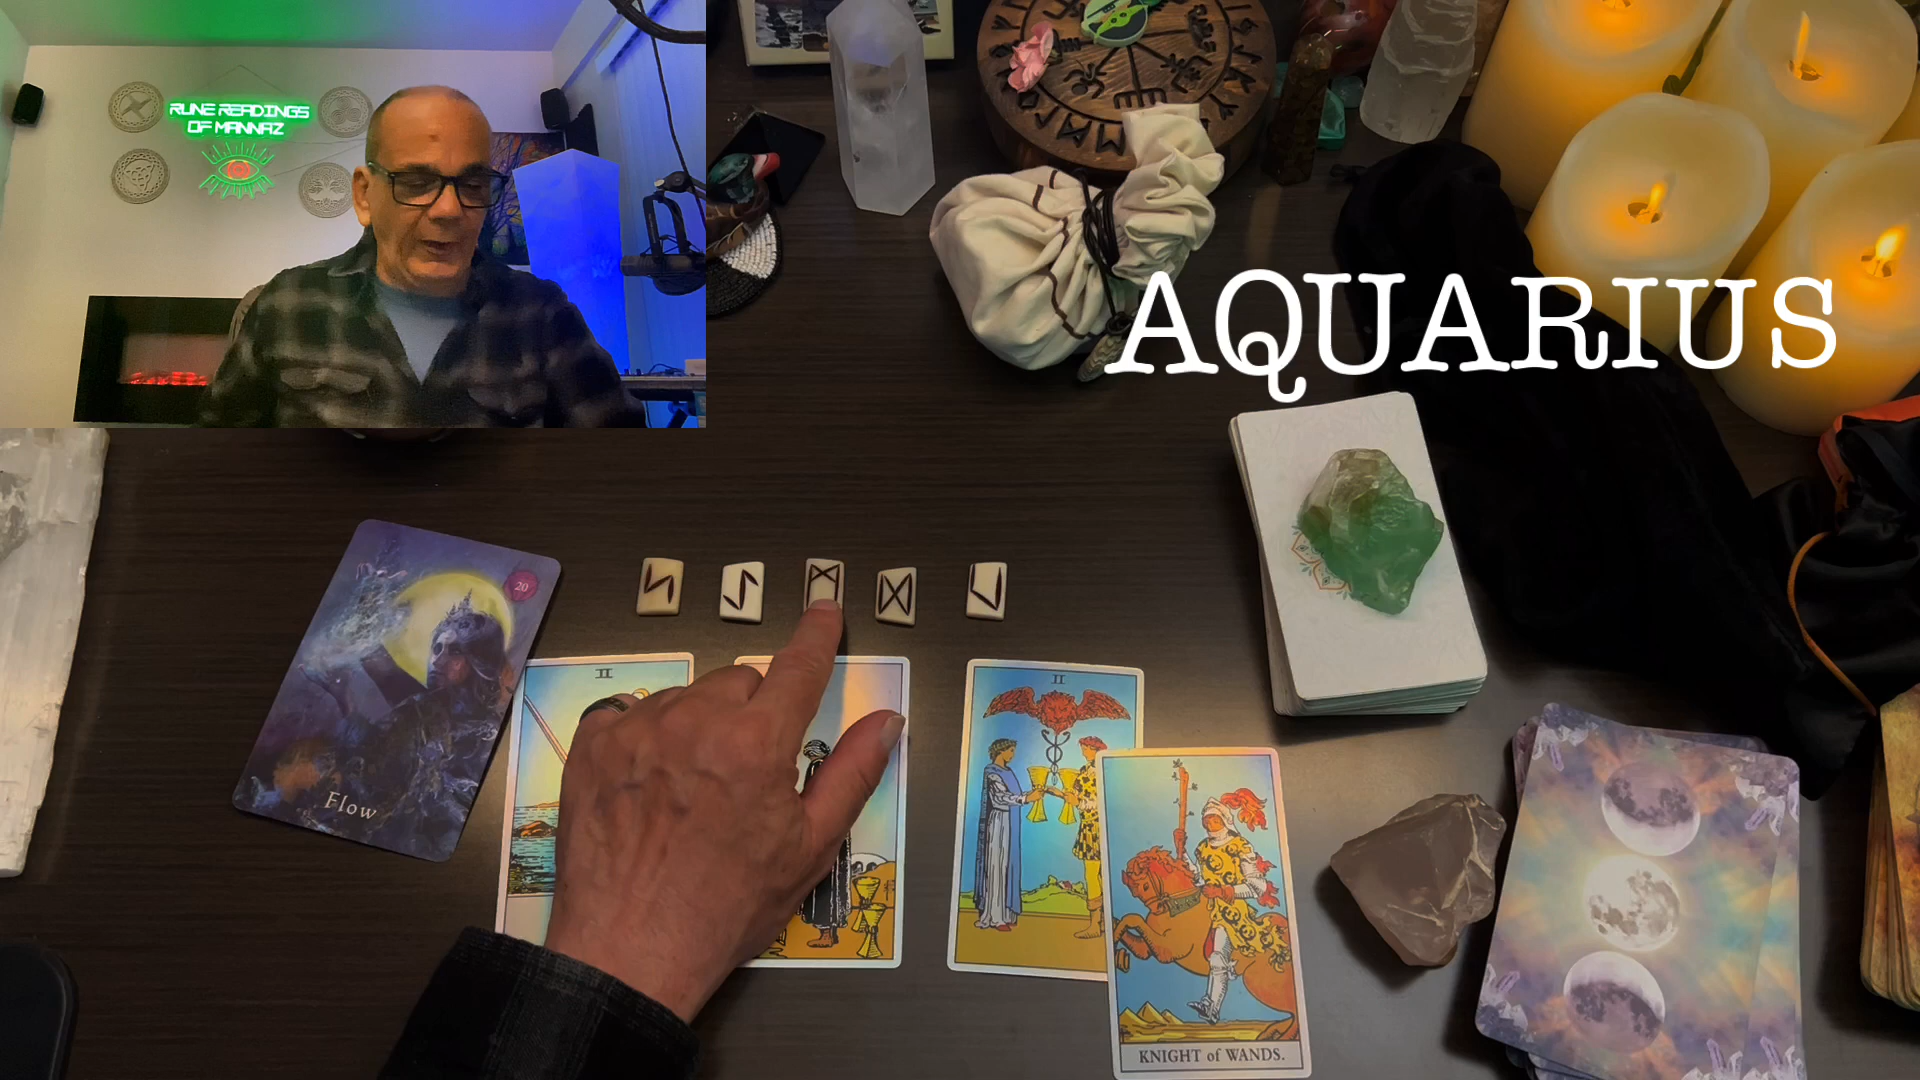 RUNE READINGS
OF MANNAZ
AQUARIUS
20
Flow
II
II
KNIGHT of WANDS.